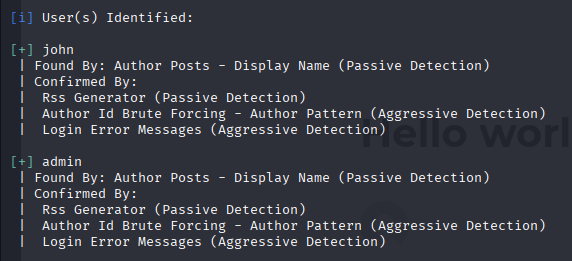 [i] User(s) Identified:
[+] john
| Found By: Author Posts - Display Name (Passive Detection)
| Confirmed By:
|  Rss Generator (Passive Detection)
|  Author Id Brute Forcing - Author Pattern (Aggressive Detection)
|  Login Error Messages (Aggressive Detection)
Hello worl
[+] admin
| Found By: Author Posts - Display Name (Passive Detection)
| Confirmed By:
|  Rss Generator (Passive Detection)
|  Author Id Brute Forcing - Author Pattern (Aggressive Detection)
|  Login Error Messages (Aggressive Detection)